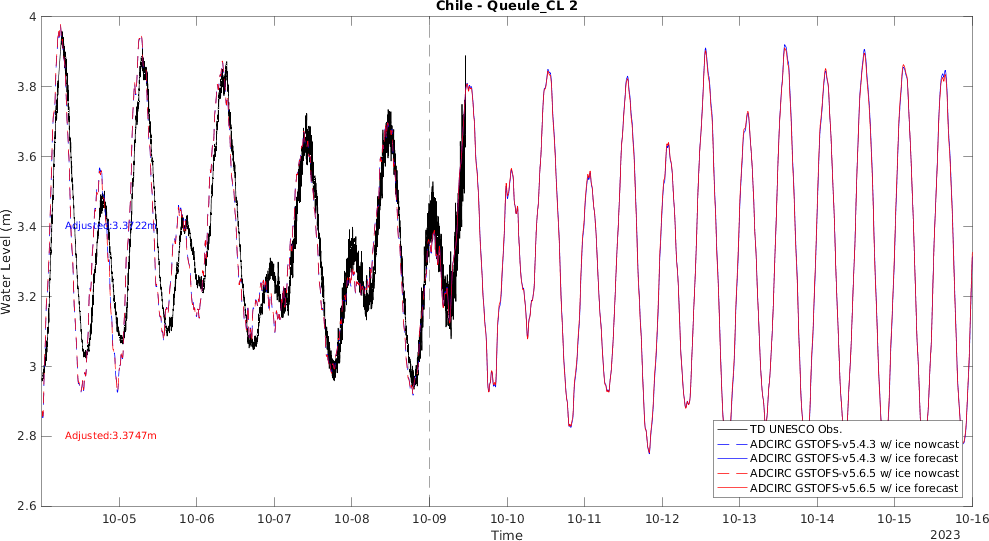 Chile - Queule_CL 2
Water Level (m)
4
3.8
3.6
3.4
3.2
3
2.8
2.6
Adjusted:3.3722m
Adjusted:3.3747m
TD UNESCO Obs.
ADCIRC GSTOFS-v5.4.3 w/ ice nowcast
ADCIRC GSTOFS-v5.4.3 w/ ice forecast
ADCIRC GSTOFS-v5.6.5 w/ ice nowcast
ADCIRC GSTOFS-v5.6.5 w/ ice forecast
10-05 10-06 10-07 10-08 10-09 10-10 10-11 10-12 10-13 10-14 10-15 10-16
Time
2023